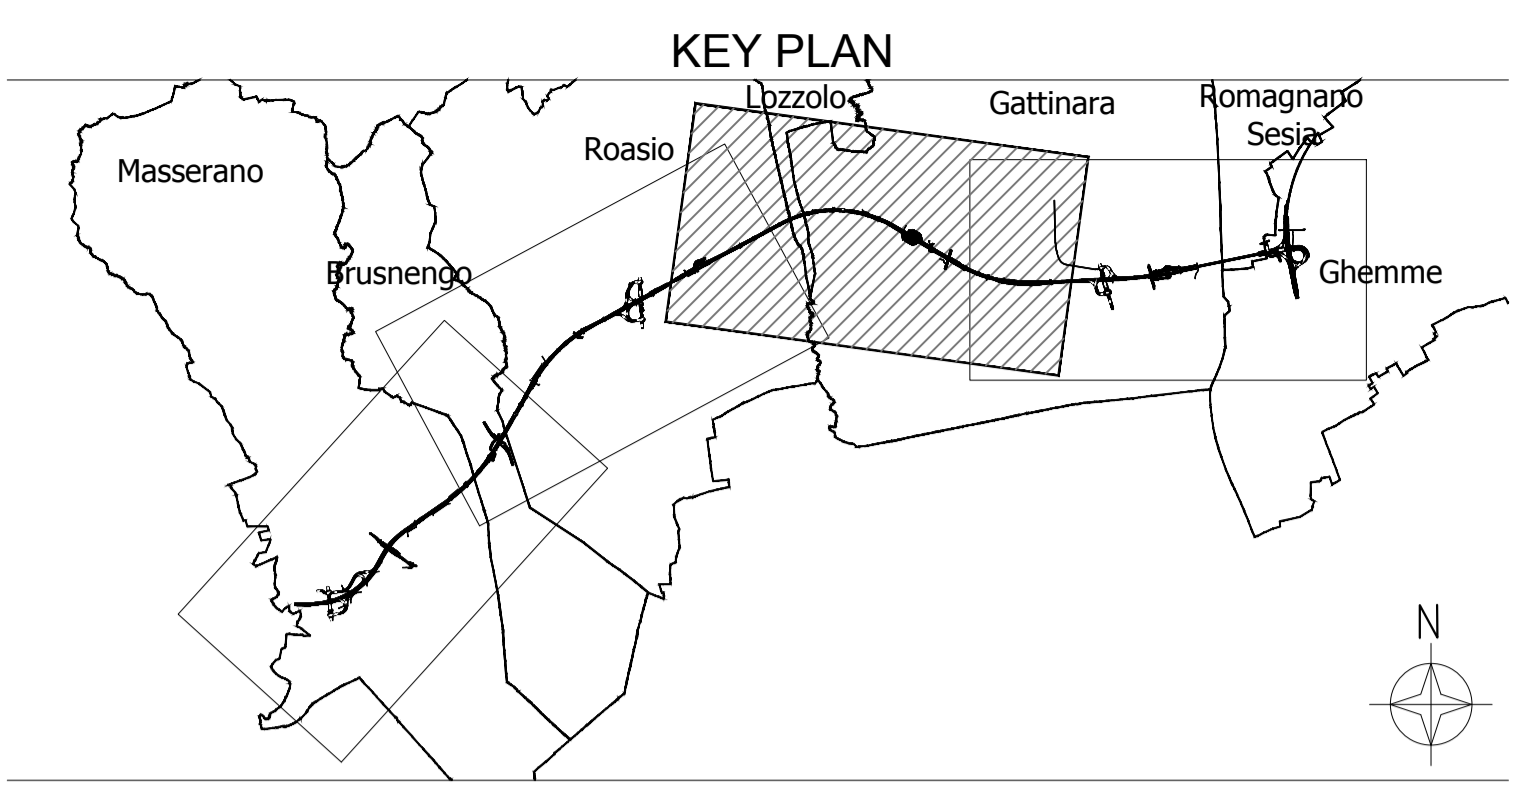 KEY PLAN
Lozzolo
Gattinara
Romagnano
Sesia
Roasio
Masserano
Brusnengo
Ghemme
N